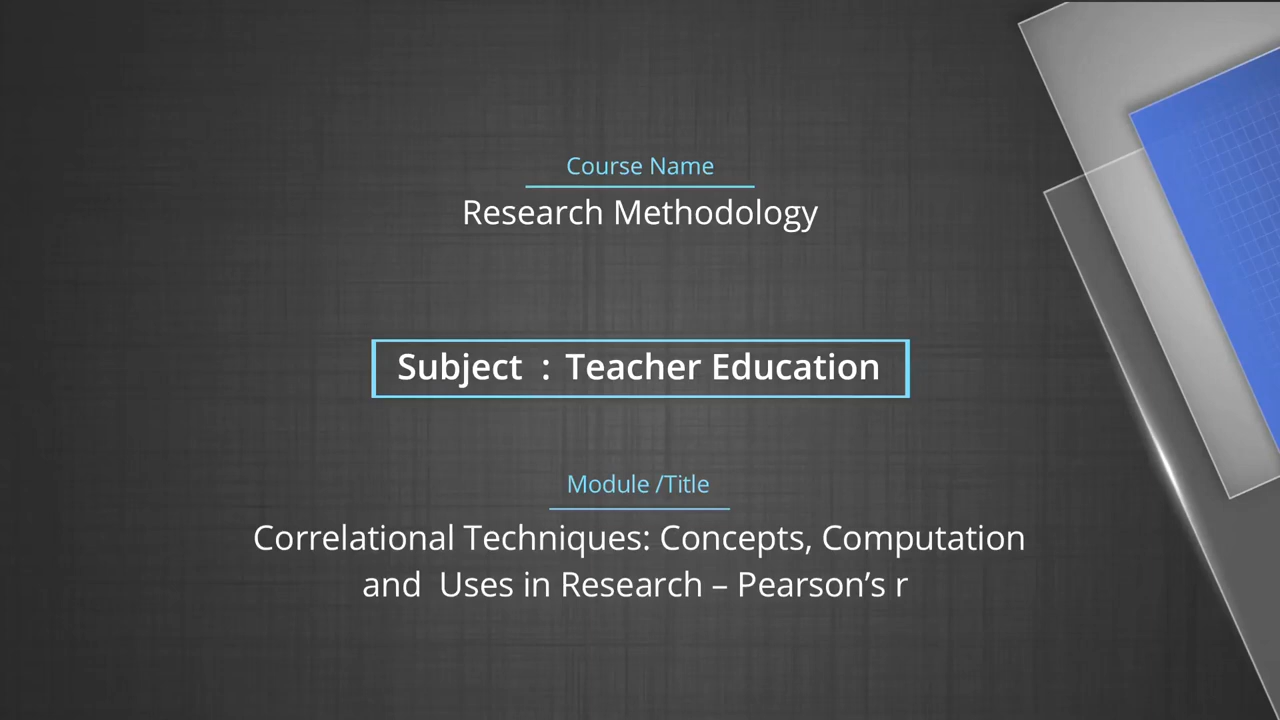 Course Name
Research Methodology
Subject : Teacher Education
Module /Title
Correlational Techniques: Concepts, Computation
and Uses in Research – Pearson’s r